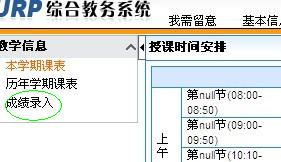 URP综合教务系统
我需留意 基本信
教学信息
授课时间安排
本学期课表
历年学期课表
成绩录入
上
午
第null节(08:00-
08:50)
第null节(09:00-
09:50)
第null节(10:10-